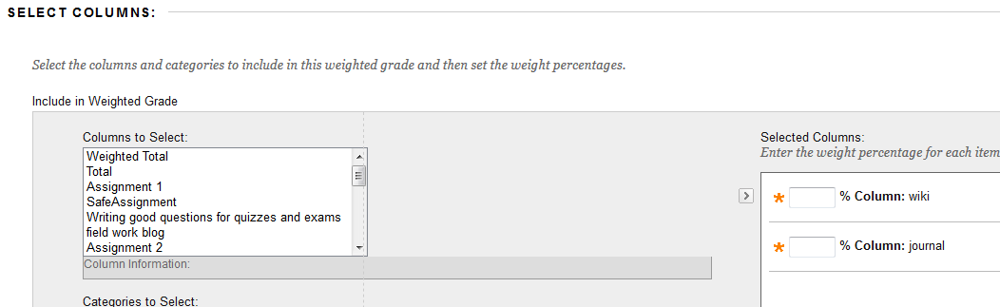 SELECT COLUMNS:
Select the columns and categories to include in this weighted grade and then set the weight percentages.
Include in Weighted Grade
Columns to Select:
Weighted Total
Total
Assignment 1
SafeAssignment
Writing good questions for quizzes and exams
field work blog
Assignment 2
Column Information:
Categories to Select:
Selected Columns:
Enter the weight percentage for each item
* % Column: wiki
* % Column: journal